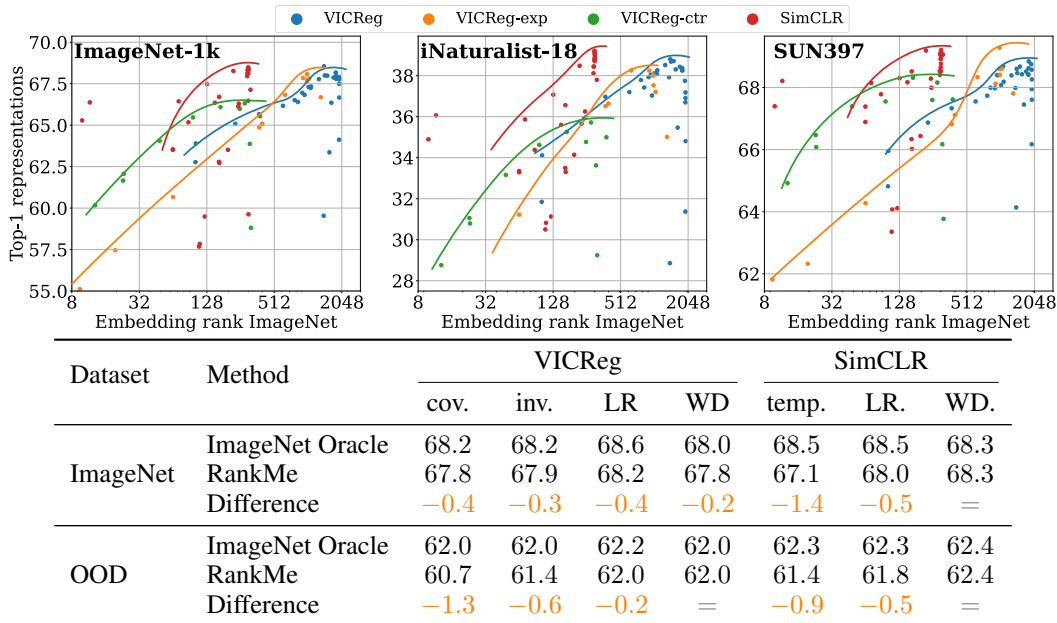 VICReg VICReg-exp VICReg-ctr SimCLR
ImageNet-1k
iNaturalist-18
SUN397
Top-1 representations
70.0
67.5
65.0
62.5
60.0
57.5
55.0
8 32 128 512 2048
Embedding rank ImageNet
38
36
34
32
30
28
8 32 128 512 2048
Embedding rank ImageNet
68
66
64
62
8 32 128 512 2048
Embedding rank ImageNet
Dataset Method VICReg SimCLR
cov. inv. LR WD temp. LR. WD.
ImageNet Oracle 68.2 68.2 68.6 68.0 68.5 68.5 68.3
ImageNet RankMe 67.8 67.9 68.2 67.8 67.1 68.0 68.3
Difference −0.4 −0.3 −0.4 −0.2 −1.4 −0.5 =
ImageNet Oracle 62.0 62.0 62.2 62.0 62.3 62.3 62.4
OOD RankMe 60.7 61.4 62.0 62.0 61.4 61.8 62.4
Difference −1.3 −0.6 −0.2 = −0.9 −0.5 =